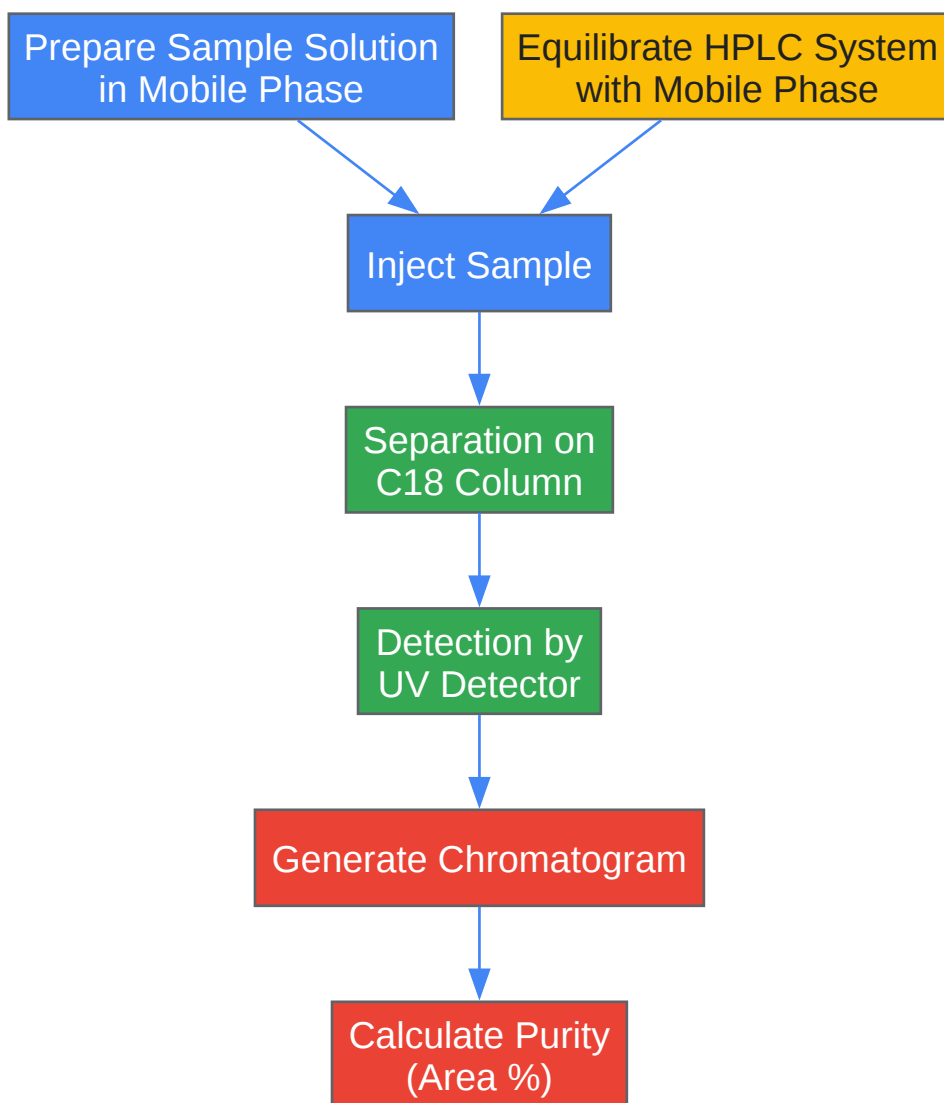 Prepare Sample Solution
in Mobile Phase
Equilibrate HPLC System
with Mobile Phase
Inject Sample
Separation on
C18 Column
Detection by
UV Detector
Generate Chromatogram
Calculate Purity
(Area %)